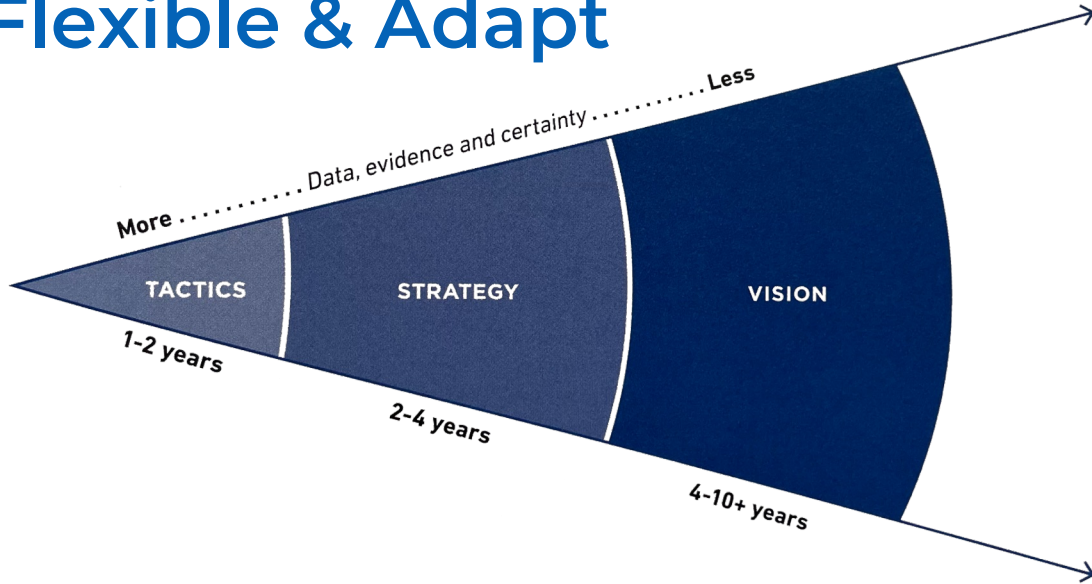 Flexible & Adapt
More .......... Data, evidence and certainty .......... Less
TACTICS
STRATEGY
VISION
1-2 years
2-4 years
4-10+ years